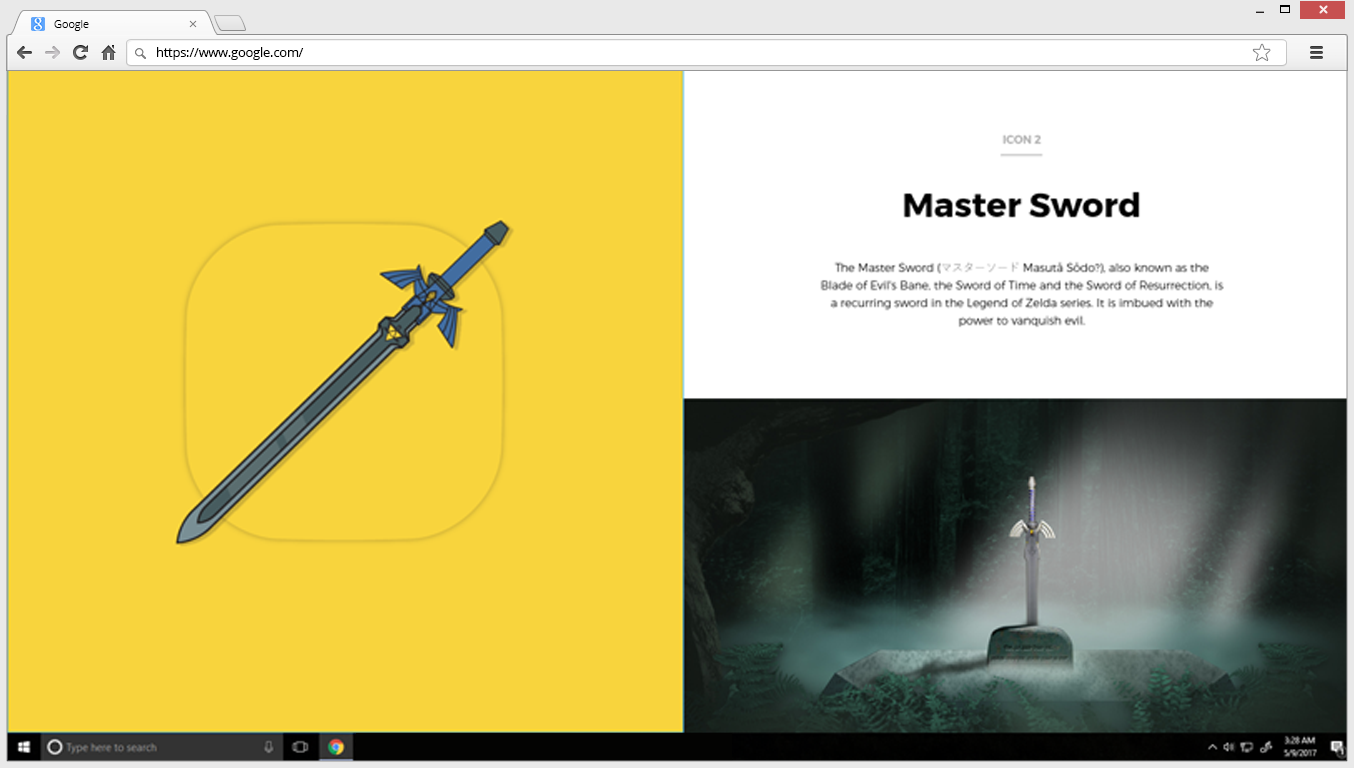 Google
https://www.google.com/
ICON 2
Master Sword
The Master Sword (マスターソード Masutā Sōdo?), also known as the
Blade of Evil's Bane, the Sword of Time and the Sword of Resurrection, is
a recurring sword in the Legend of Zelda series. It is imbued with the
power to vanquish evil.
Type here to search
3:28 AM
5/9/2017